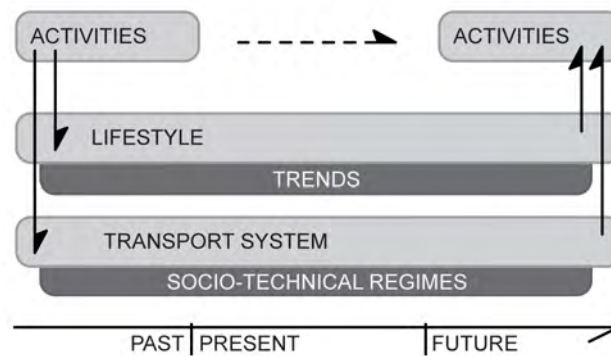 ACTIVITIES ACTIVITIES
LIFESTYLE
TRENDS
TRANSPORT SYSTEM
SOCIO-TECHNICAL REGIMES
PAST PRESENT FUTURE